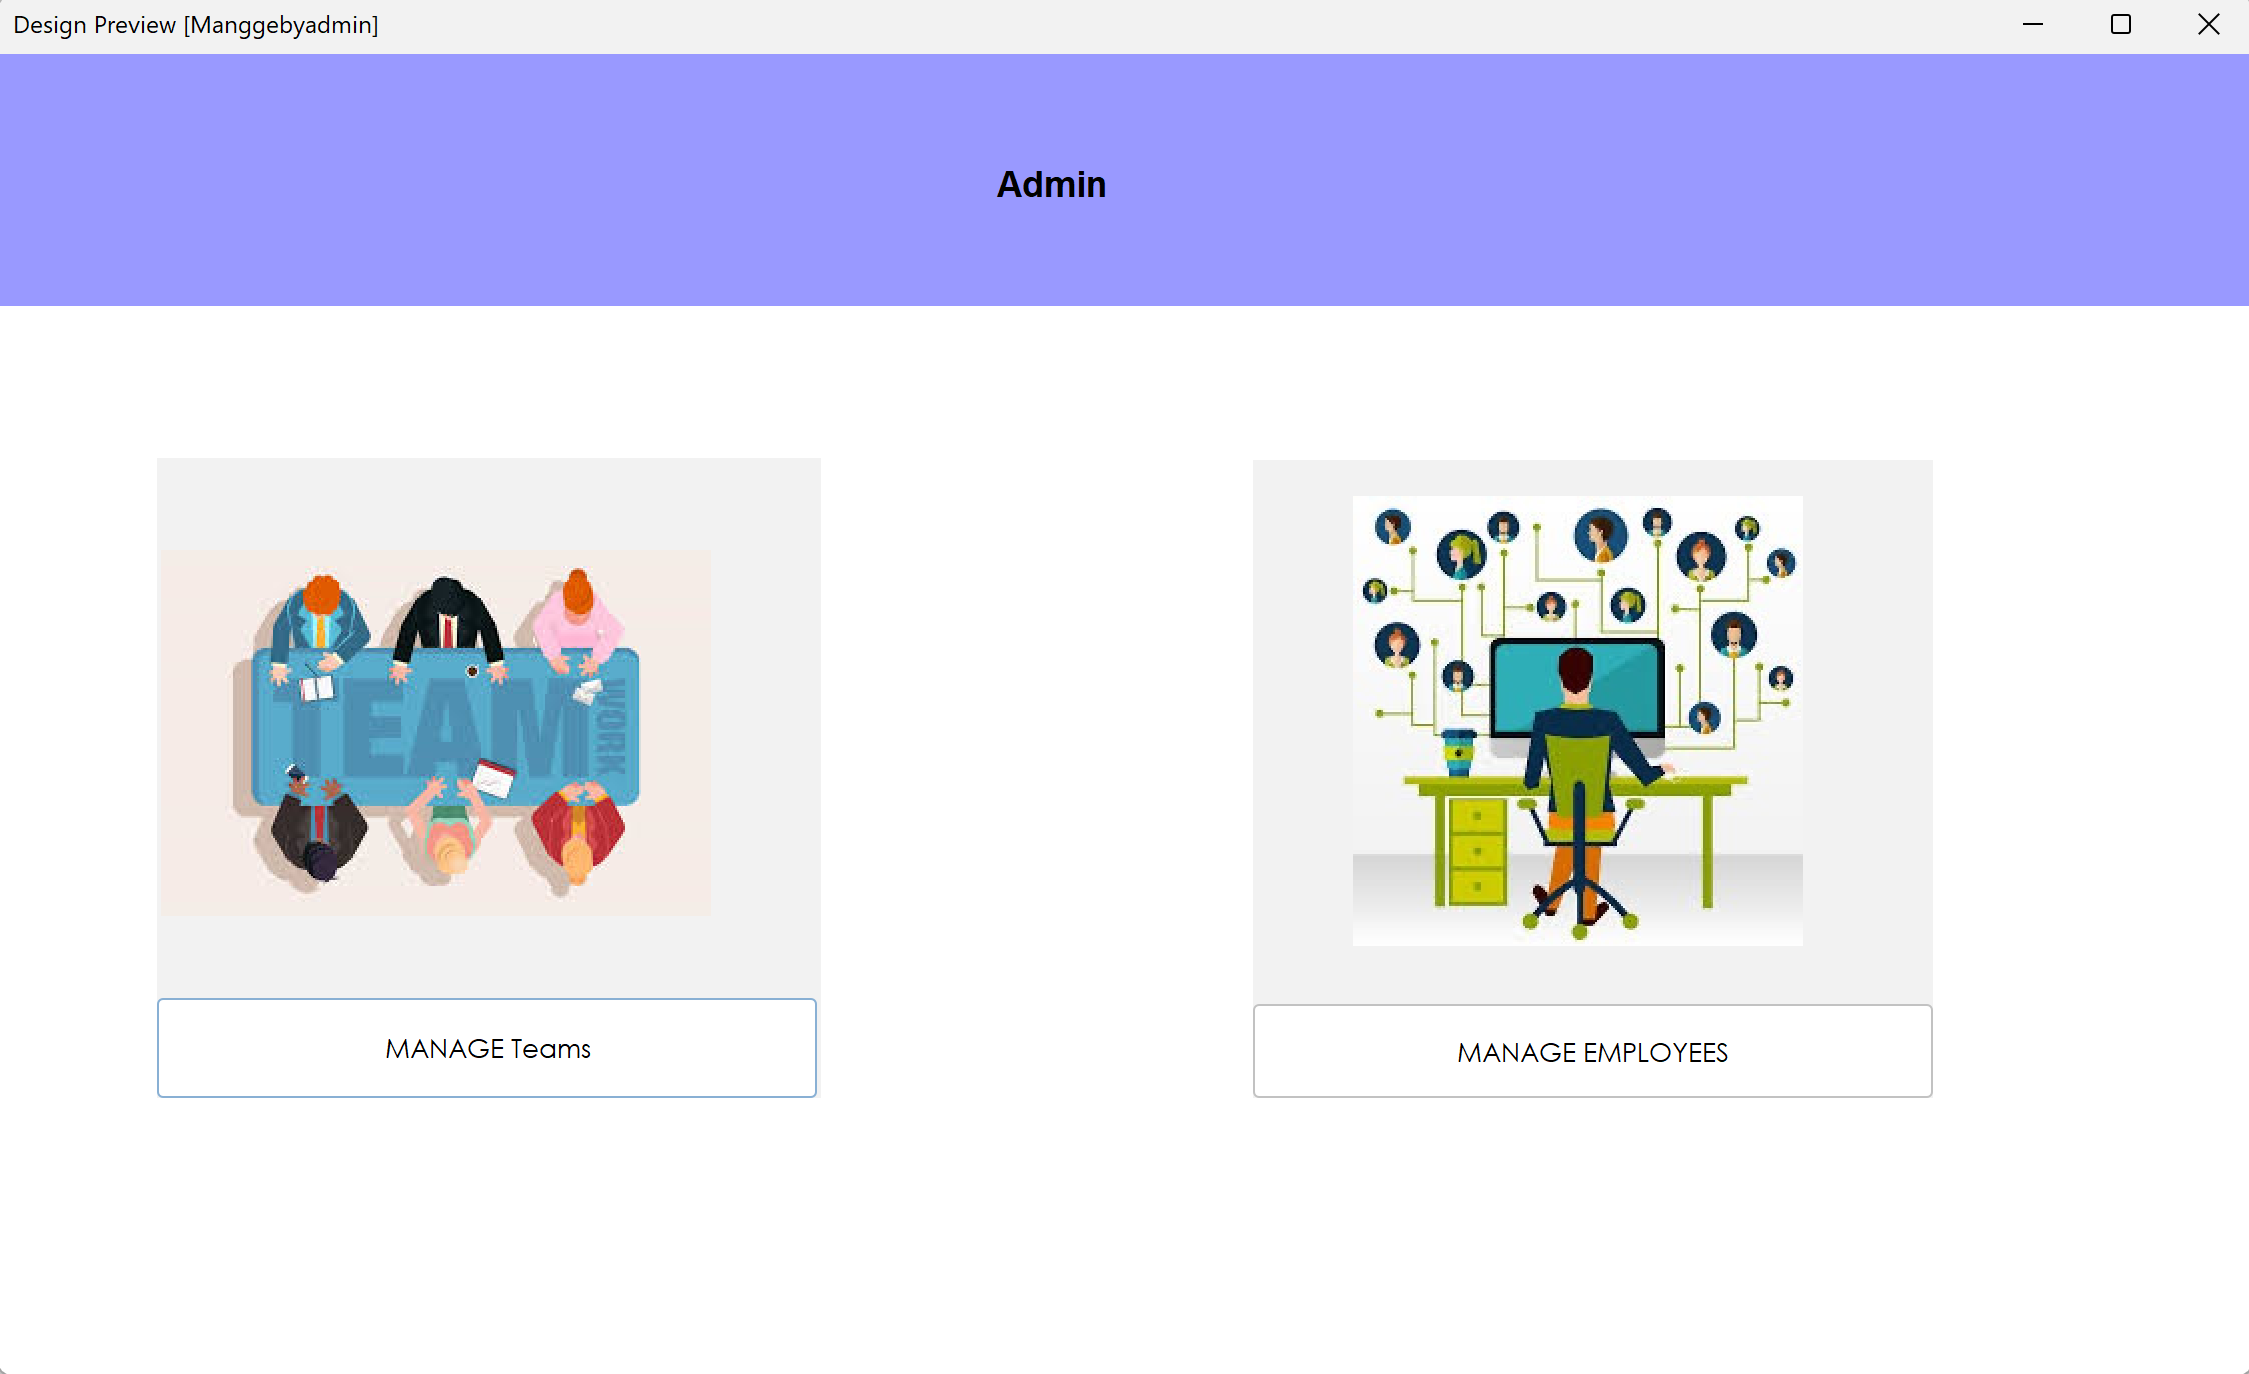 Design Preview [Manggebyadmin]
Admin
TEAM
WORK
MANAGE Teams
MANAGE EMPLOYEES